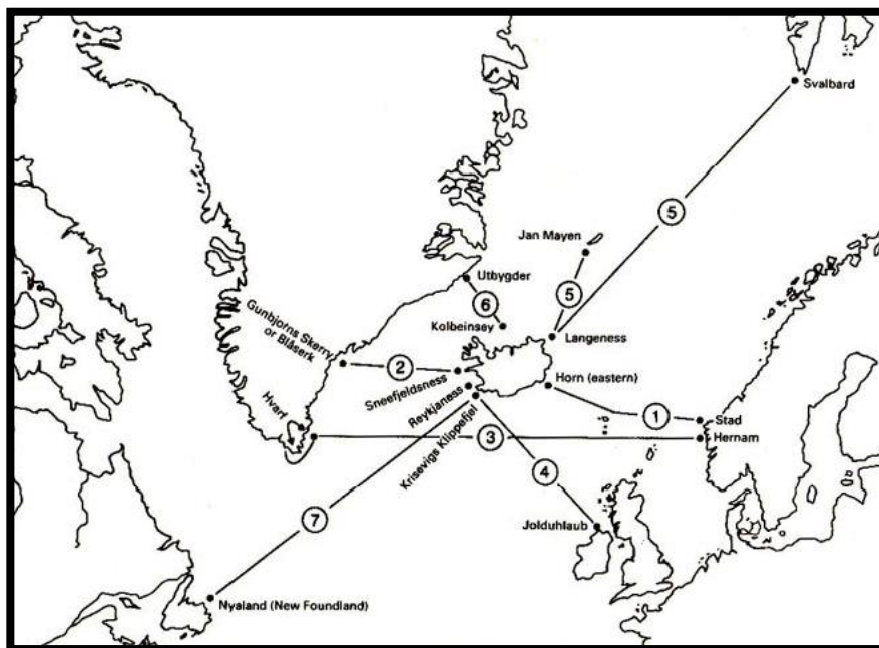 Svalbard
5
Jan Mayen
Utbygder
5
6
Gunbjorns Skerry
or Blåserk
Kolbeinsey
Langeness
2
Sneefjeldsness
Horn (eastern)
Reykjaness
Hvarf
1
Stad
3
Hernam
Krisevigs Klippefjel
4
7
Jolduhlaub
Nyaland (New Foundland)